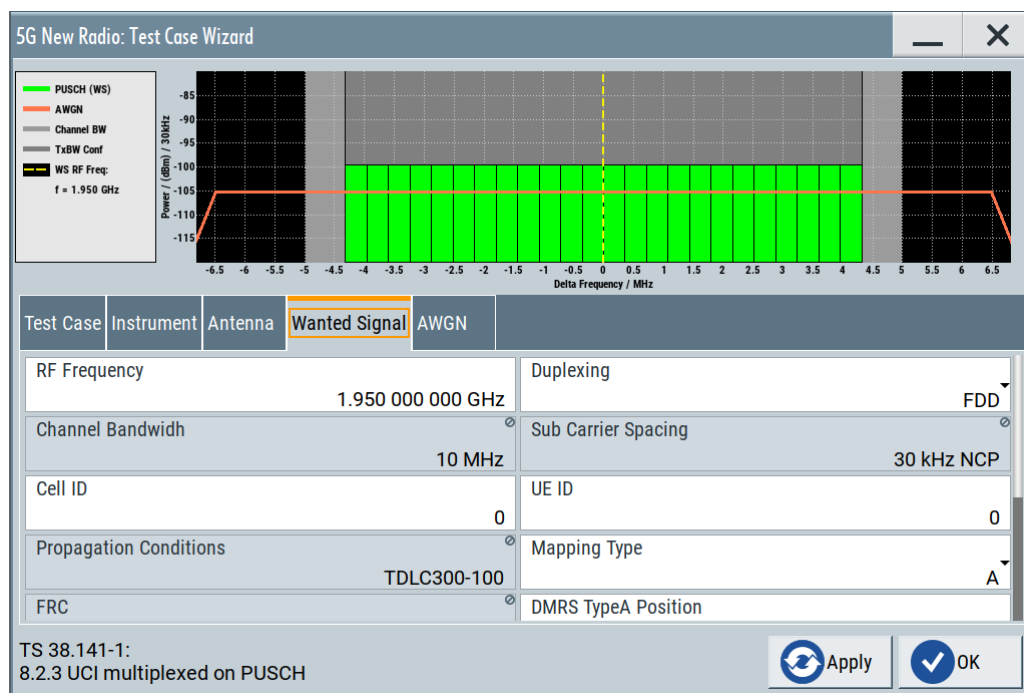 5G New Radio: Test Case Wizard
PUSCH (WS)
AWGN
Channel BW
TxBW Conf
WS RF Freq:
f = 1.950 GHz
Power / (dBm) / 30kHz
-85
-90
-95
-100
-105
-110
-115
-6.5 -6 -5.5 -5 -4.5 -4 -3.5 -3 -2.5 -2 -1.5 -1 -0.5 0 0.5 1 1.5 2 2.5 3 3.5 4 4.5 5 5.5 6 6.5
Delta Frequency / MHz
Test Case Instrument Antenna Wanted Signal AWGN
RF Frequency
1.950 000 000 GHz
Duplexing
FDD
Channel Bandwidh
10 MHz
Sub Carrier Spacing
30 kHz NCP
Cell ID
0
UE ID
0
Propagation Conditions
TDLC300-100
Mapping Type
A
FRC
DMRS TypeA Position
TS 38.141-1:
8.2.3 UCI multiplexed on PUSCH
Apply
OK